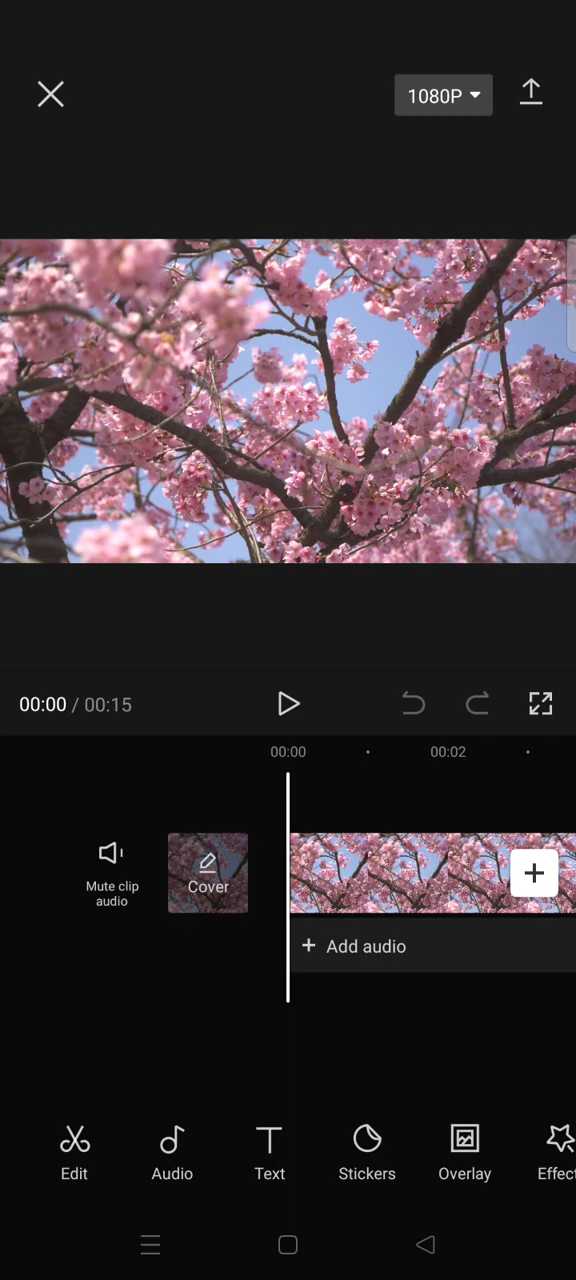 1080P
00:00 / 00:15
00:00
00:02
Mute clip
audio
Cover
+ Add audio
Edit
Audio
Text
Stickers
Overlay
Effect